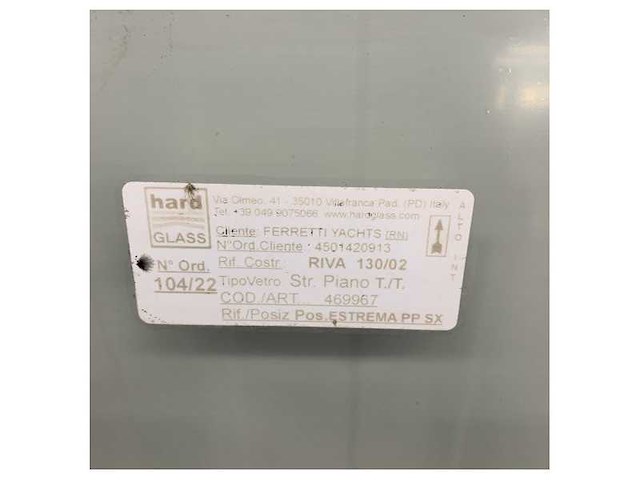 hard
GLASS
Via Olmeo, 41 - 35010 Villafranca Pad. (PD) Italy
Tel. +39 049 9075066 www.hardglass.com
Cliente: FERRETTI YACHTS (RN)
N°Ord.Cliente : 4501420913
Rif. Costr: RIVA 130/02
N° Ord.
104/22
TipoVetro Str. Piano T./T.
COD./ART... 469967
Rif./Posiz Pos.ESTREMA PP SX
ALTO
INT